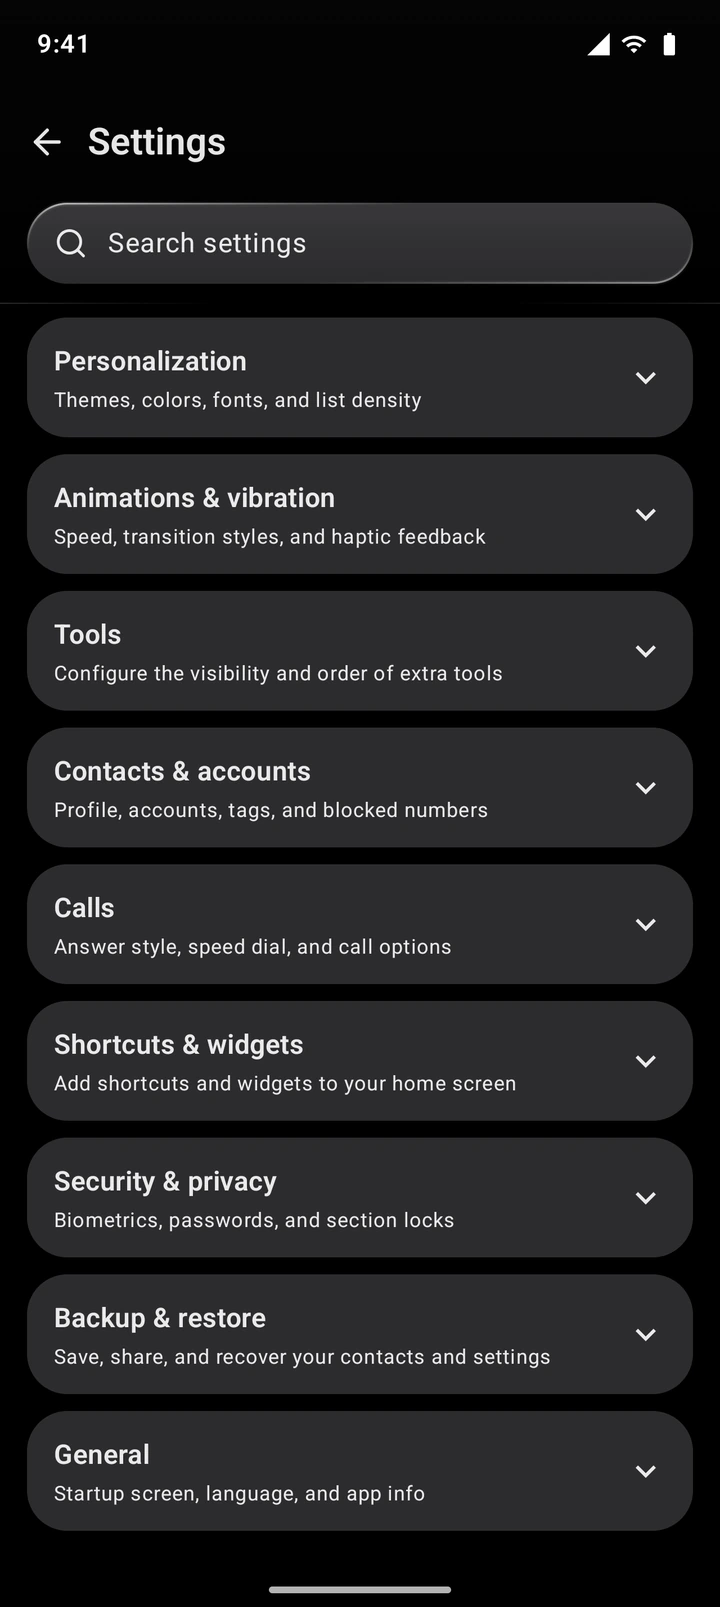 9:41
Settings
Search settings
Personalization
Themes, colors, fonts, and list density
Animations & vibration
Speed, transition styles, and haptic feedback
Tools
Configure the visibility and order of extra tools
Contacts & accounts
Profile, accounts, tags, and blocked numbers
Calls
Answer style, speed dial, and call options
Shortcuts & widgets
Add shortcuts and widgets to your home screen
Security & privacy
Biometrics, passwords, and section locks
Backup & restore
Save, share, and recover your contacts and settings
General
Startup screen, language, and app info